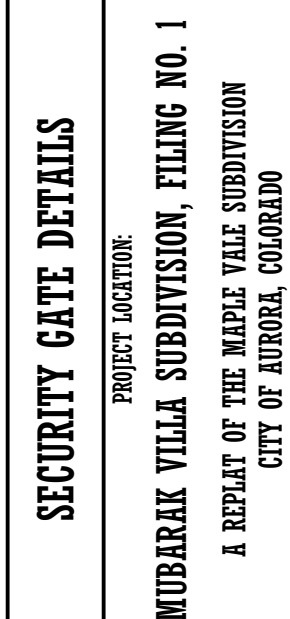 SECURITY GATE DETAILS
PROJECT LOCATION:
MUBARAK VILLA SUBDIVISION, FILING NO. 1
A REPLAT OF THE MAPLE VALE SUBDIVISION
CITY OF AURORA, COLORADO